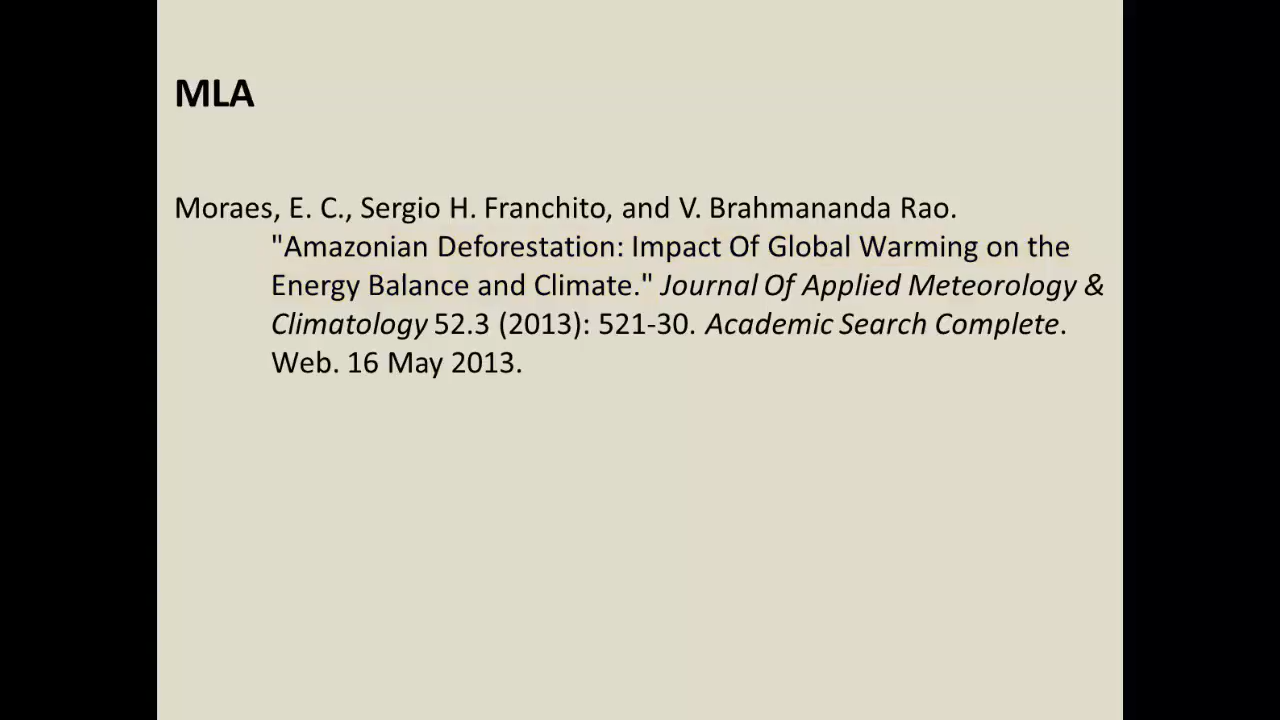 MLA
Moraes, E. C., Sergio H. Franchito, and V. Brahmananda Rao.
"Amazonian Deforestation: Impact Of Global Warming on the
Energy Balance and Climate." Journal Of Applied Meteorology &
Climatology 52.3 (2013): 521-30. Academic Search Complete.
Web. 16 May 2013.